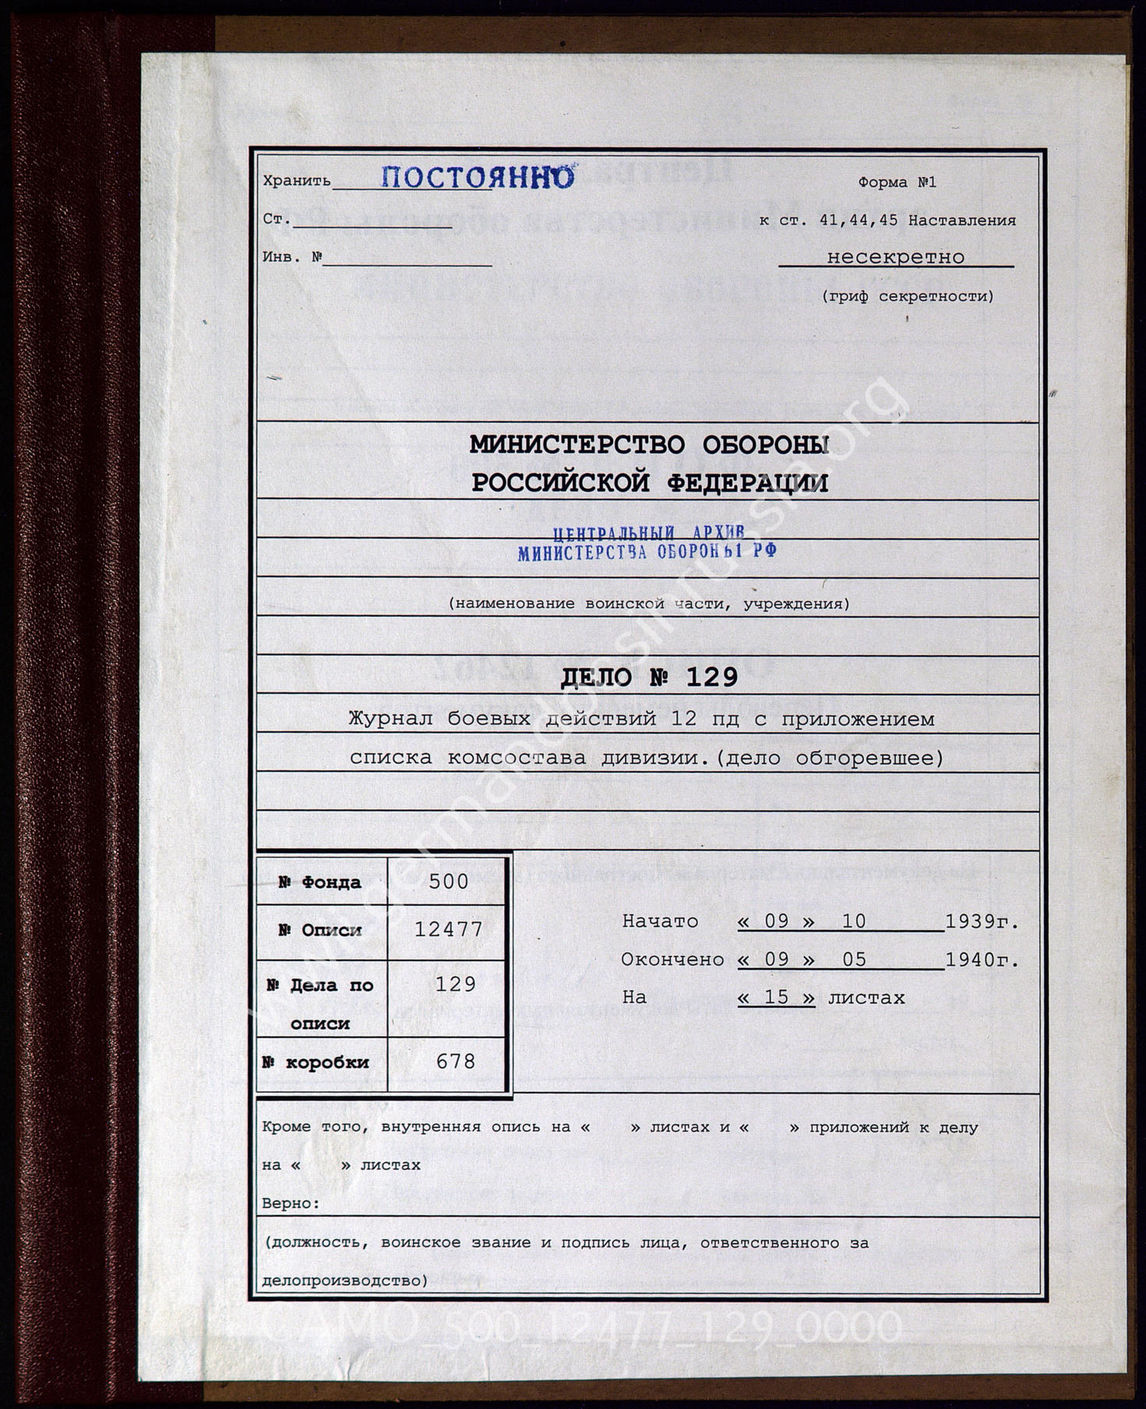 Хранить ПОСТОЯННО
Форма №1
Ст.
к ст. 41,44,45 Наставления
Инв. №
несекретно
(гриф секретности)
МИНИСТЕРСТВО ОБОРОНЫ
РОССИЙСКОЙ ФЕДЕРАЦИИ
ЦЕНТРАЛЬНЫЙ АРХИВ
МИНИСТЕРСТВА ОБОРОНЫ РФ
(наименование воинской части, учреждения)
ДЕЛО № 129
Журнал боевых действий 12 пд с приложением
списка комсостава дивизии.(дело обгоревшее)
№ Фонда 500
№ Описи 12477
№ Дела по описи 129
№ коробки 678
Начато « 09 » 10 1939г.
Окончено « 09 » 05 1940г.
На « 15 » листах
Кроме того, внутренняя опись на « » листах и « » приложений к делу
на « » листах
Верно:
(должность, воинское звание и подпись лица, ответственного за
делопроизводство)
www.germandocsinrussia.org
CAMO_500_12477_129_0000